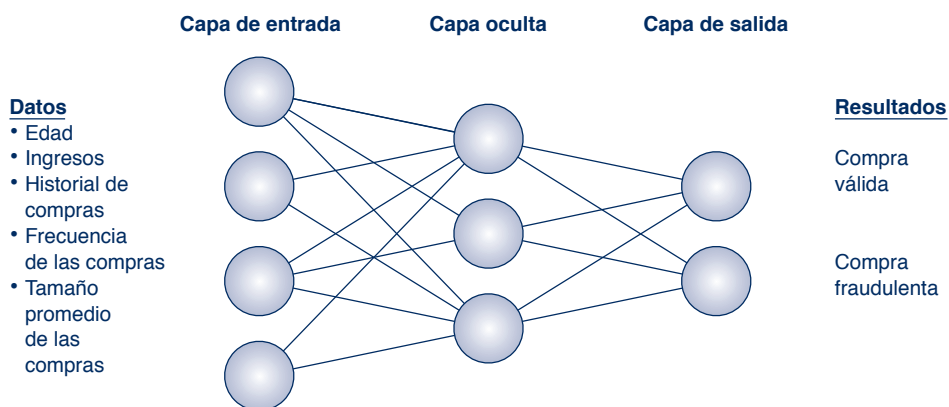 Capa de entrada
Capa oculta
Capa de salida
Datos
• Edad
• Ingresos
• Historial de
compras
• Frecuencia
de las compras
• Tamaño
promedio
de las
compras
Resultados
Compra
válida
Compra
fraudulenta